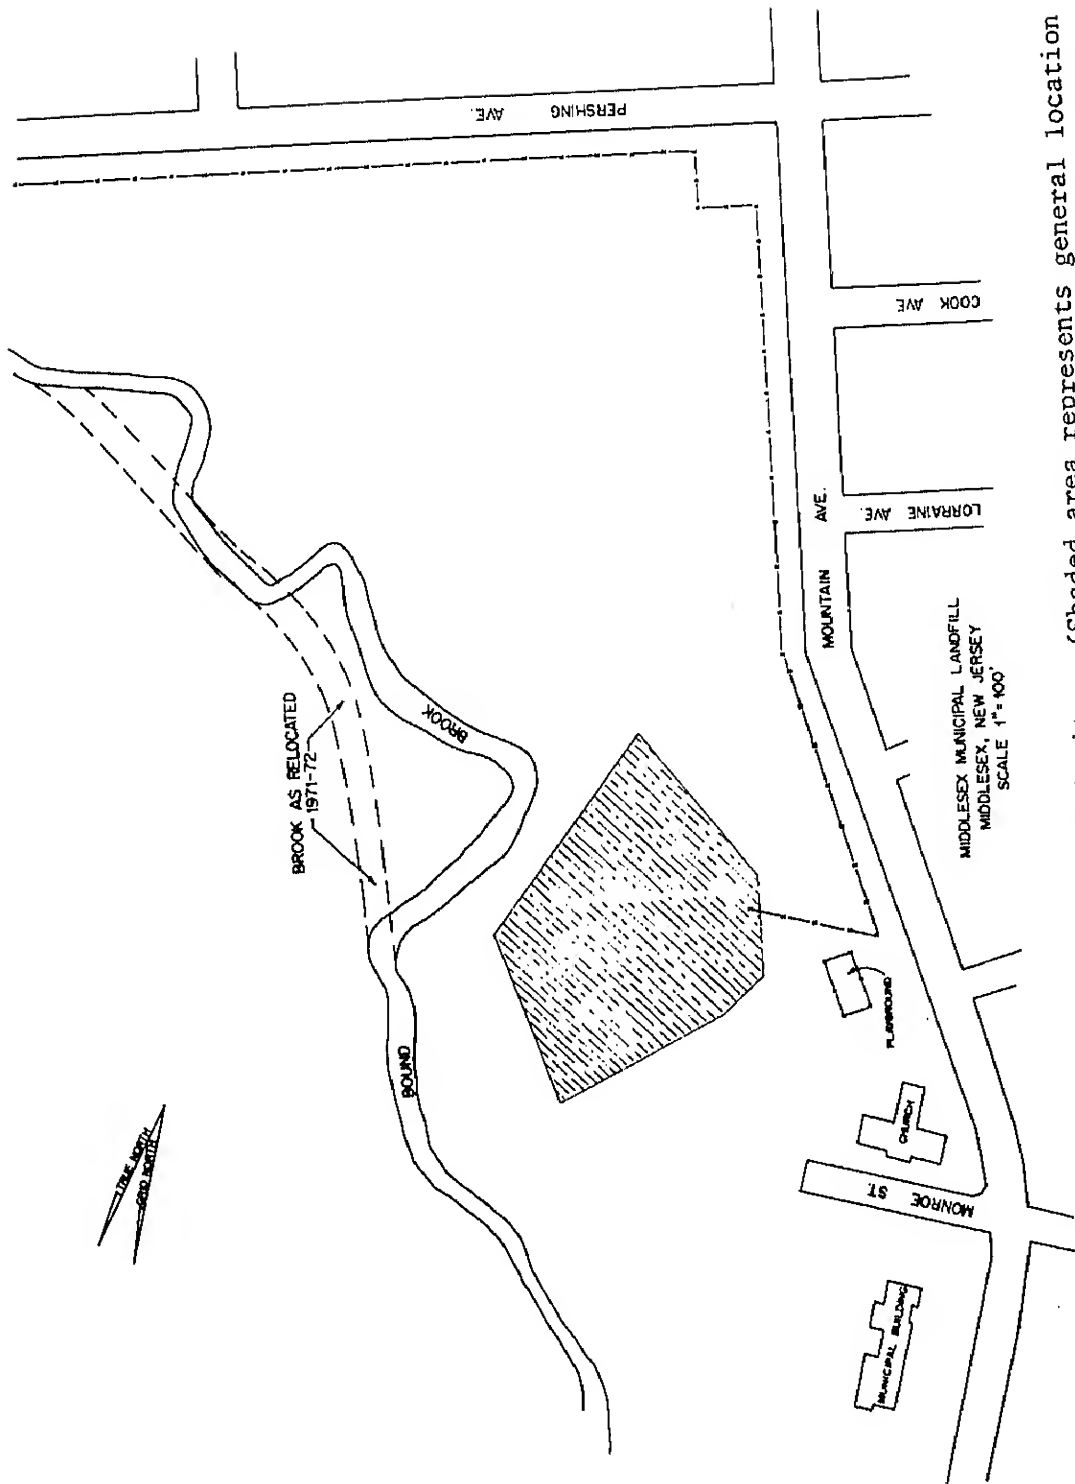 PERSHING AVE.
COOK AVE
LORRAINE AVE.
MOUNTAIN AVE.
BROOK AS RELOCATED
1971-72
BROOK
BOUND
TRUE NORTH
GRID NORTH
PLAYGROUND
CHURCH
MONROE ST.
MUNICIPAL BUILDING
MIDDLESEX MUNICIPAL LANDFILL
MIDDLESEX, NEW JERSEY
SCALE 1"=100'
(Shaded area represents general location